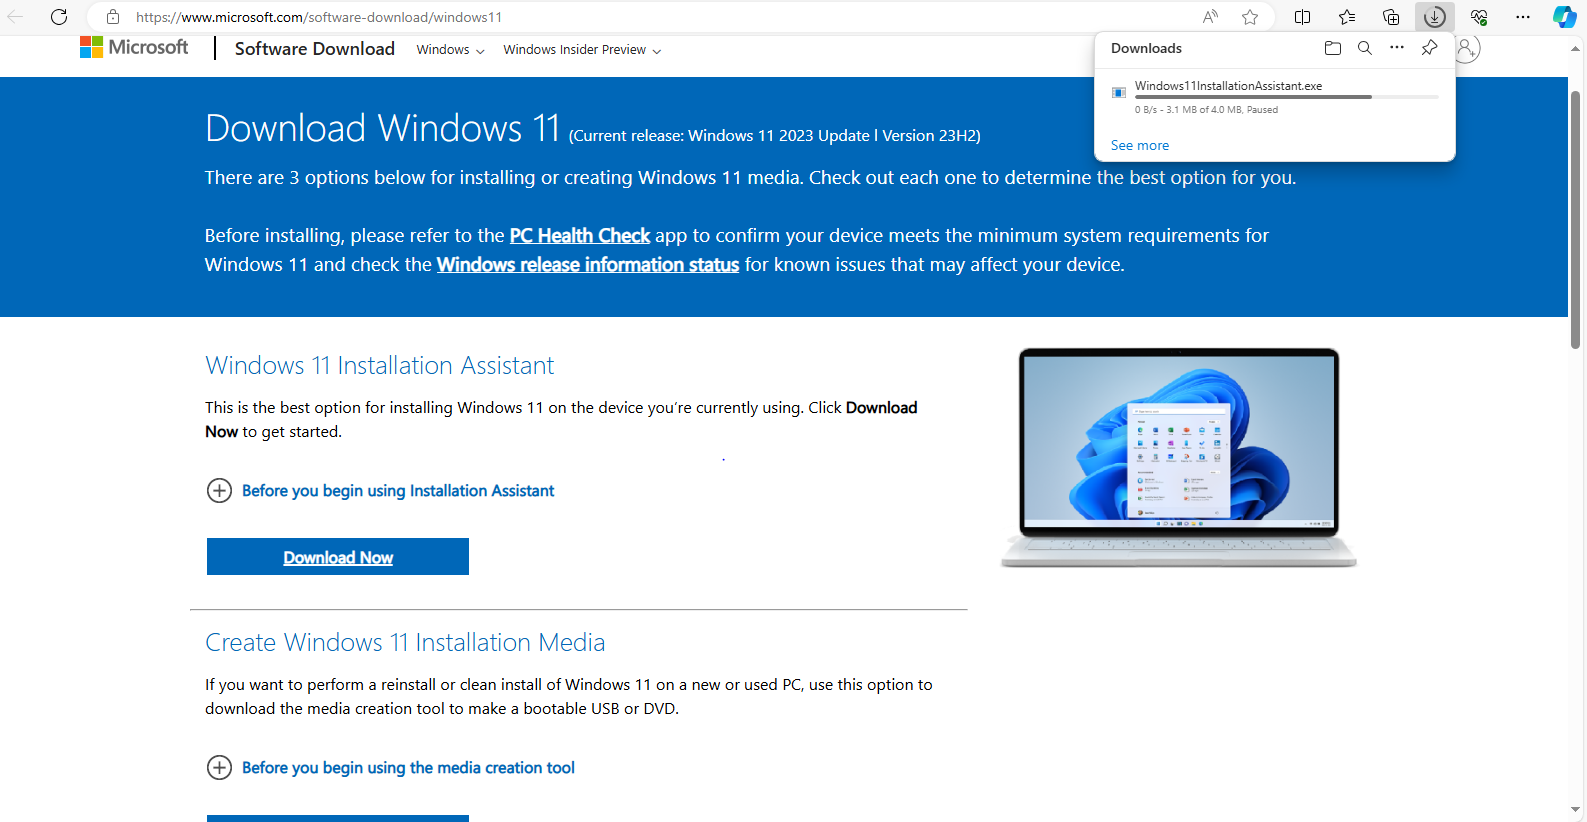 https://www.microsoft.com/software-download/windows11
Microsoft
Software Download
Windows
Windows Insider Preview
Downloads
Windows11InstallationAssistant.exe
0 B/s - 3.1 MB of 4.0 MB, Paused
See more
Download Windows 11 (Current release: Windows 11 2023 Update l Version 23H2)
There are 3 options below for installing or creating Windows 11 media. Check out each one to determine the best option for you.
Before installing, please refer to the PC Health Check app to confirm your device meets the minimum system requirements for
Windows 11 and check the Windows release information status for known issues that may affect your device.
Windows 11 Installation Assistant
This is the best option for installing Windows 11 on the device you’re currently using. Click Download
Now to get started.
Before you begin using Installation Assistant
Download Now
Create Windows 11 Installation Media
If you want to perform a reinstall or clean install of Windows 11 on a new or used PC, use this option to
download the media creation tool to make a bootable USB or DVD.
Before you begin using the media creation tool